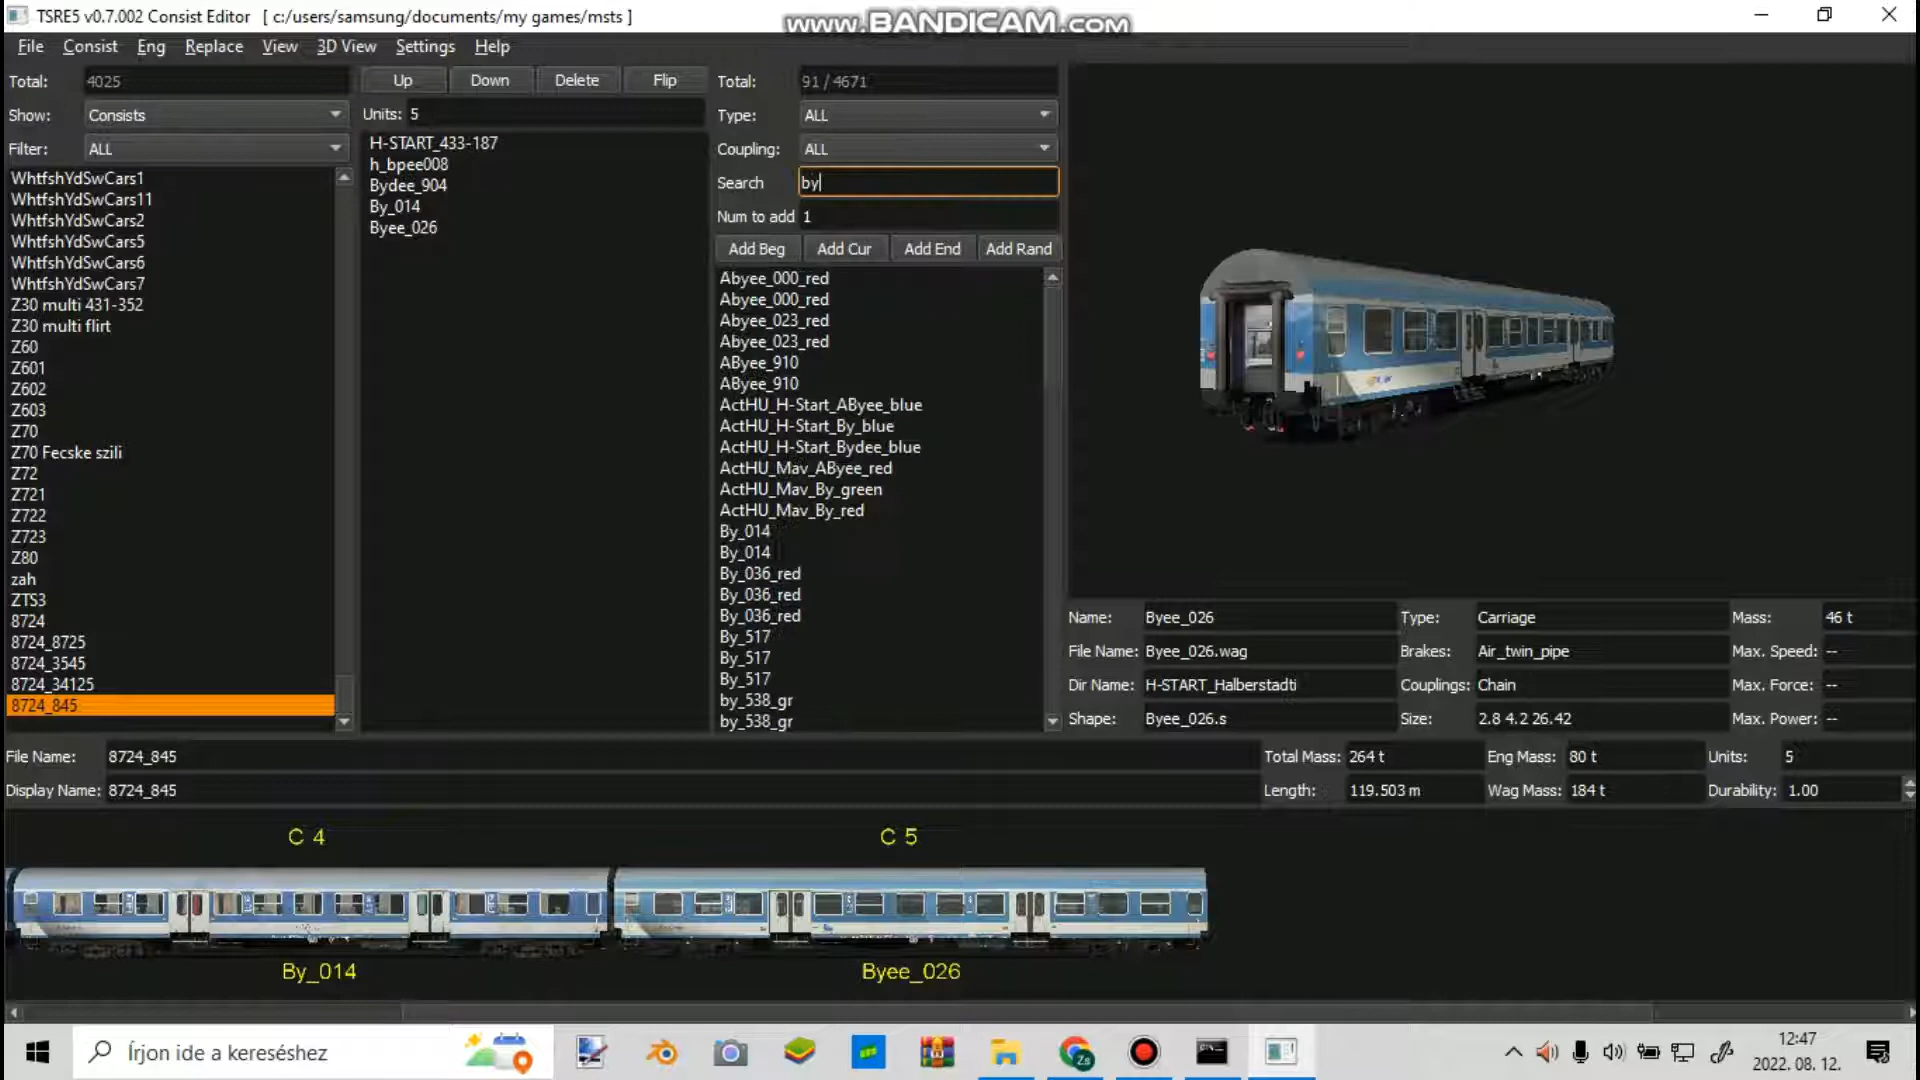 TSRE5 v0.7.002 Consist Editor   [ c:/users/samsung/documents/my games/msts ]
www.BANDICAM.com
File Consist Eng Replace View 3D View Settings Help
Total: 4025
Show: Consists
Filter: ALL
WhtfshYdSwCars1
WhtfshYdSwCars11
WhtfshYdSwCars2
WhtfshYdSwCars5
WhtfshYdSwCars6
WhtfshYdSwCars7
Z30 multi 431-352
Z30 multi flirt
Z60
Z601
Z602
Z603
Z70
Z70 Fecske szili
Z72
Z721
Z722
Z723
Z80
zah
ZTS3
8724
8724_8725
8724_3545
8724_34125
8724_845
Up Down Delete Flip
Units: 5
H-START_433-187
h_bpee008
Bydee_904
By_014
Byee_026
Total: 91 / 4671
Type: ALL
Coupling: ALL
Search by
Num to add 1
Add Beg Add Cur Add End Add Rand
Abyee_000_red
Abyee_000_red
Abyee_023_red
Abyee_023_red
AByee_910
AByee_910
ActHU_H-Start_AByee_blue
ActHU_H-Start_By_blue
ActHU_H-Start_Bydee_blue
ActHU_Mav_AByee_red
ActHU_Mav_By_green
ActHU_Mav_By_red
By_014
By_014
By_036_red
By_036_red
By_036_red
By_517
By_517
By_517
by_538_gr
by_538_gr
Name: Byee_026 Type: Carriage Mass: 46 t
File Name: Byee_026.wag Brakes: Air_twin_pipe Max. Speed: --
Dir Name: H-START_Halberstadti Couplings: Chain Max. Force: --
Shape: Byee_026.s Size: 2.8 4.2 26.42 Max. Power: --
File Name: 8724_845 Total Mass: 264 t Eng Mass: 80 t Units: 5
Display Name: 8724_845 Length: 119.503 m Wag Mass: 184 t Durability: 1.00
C 4 C 5
By_014 Byee_026
Írjon ide a kereséshez
Zs
12:47
2022. 08. 12.